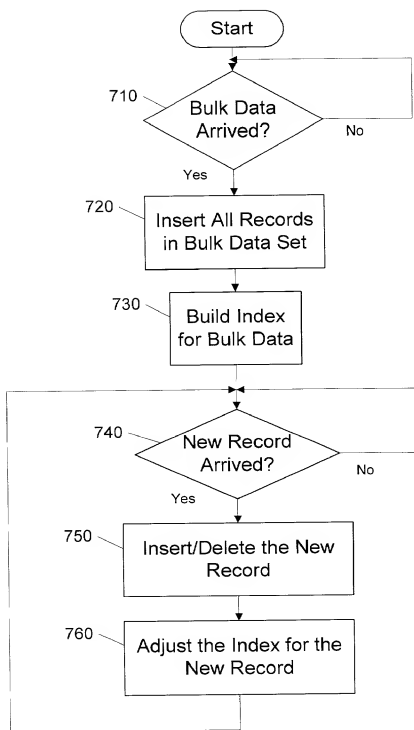 Start
710
Bulk Data
Arrived?
No
Yes
720
Insert All Records
in Bulk Data Set
730
Build Index
for Bulk Data
740
New Record
Arrived?
No
Yes
750
Insert/Delete the New
Record
760
Adjust the Index for the
New Record